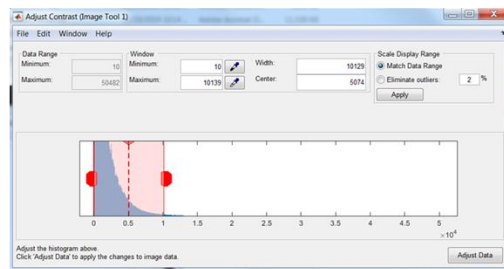 Adjust Contrast (Image Tool 1)
File Edit Window Help
Data Range
Minimum: 10
Maximum: 50482
Window
Minimum: 10
Maximum: 10139
Width: 10129
Center: 5074
Scale Display Range
Match Data Range
Eliminate outliers: 2 %
Apply
0 0.5 1 1.5 2 2.5 3 3.5 4 4.5 5
×10⁴
Adjust the histogram above.
Click 'Adjust Data' to apply the changes to image data.
Adjust Data